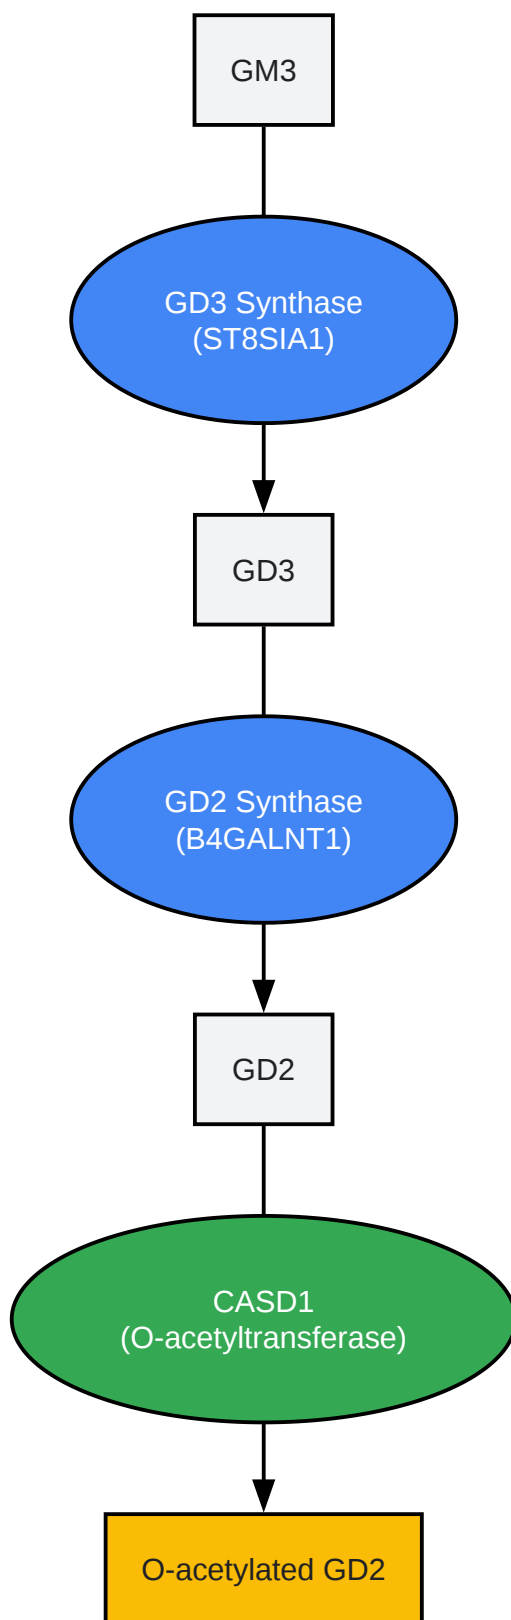 GM3
GD3 Synthase
(ST8SIA1)
GD3
GD2 Synthase
(B4GALNT1)
GD2
CASD1
(O-acetyltransferase)
O-acetylated GD2